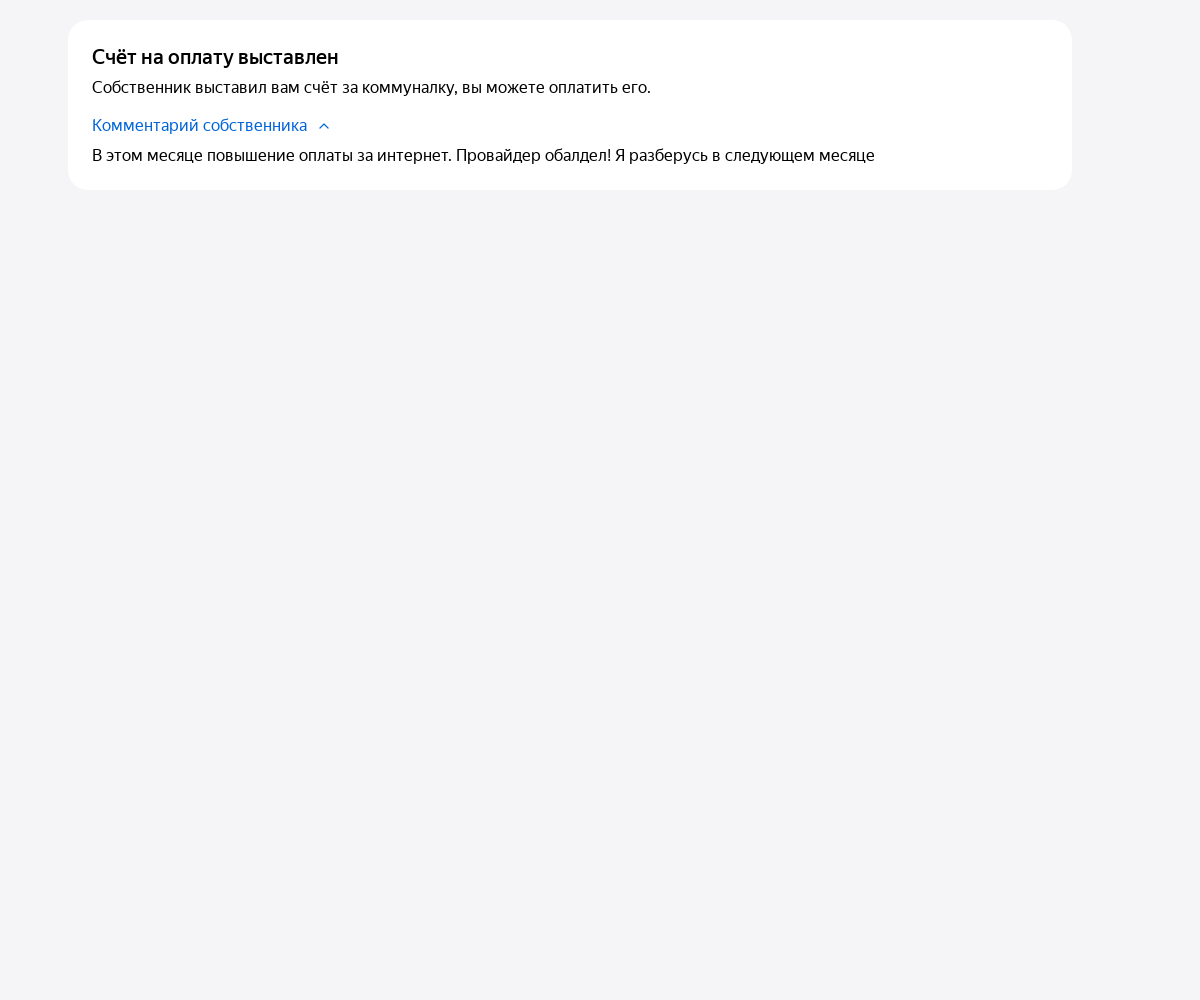 Счёт на оплату выставлен
Собственник выставил вам счёт за коммуналку, вы можете оплатить его.
Комментарий собственника
В этом месяце повышение оплаты за интернет. Провайдер обалдел! Я разберусь в следующем месяце